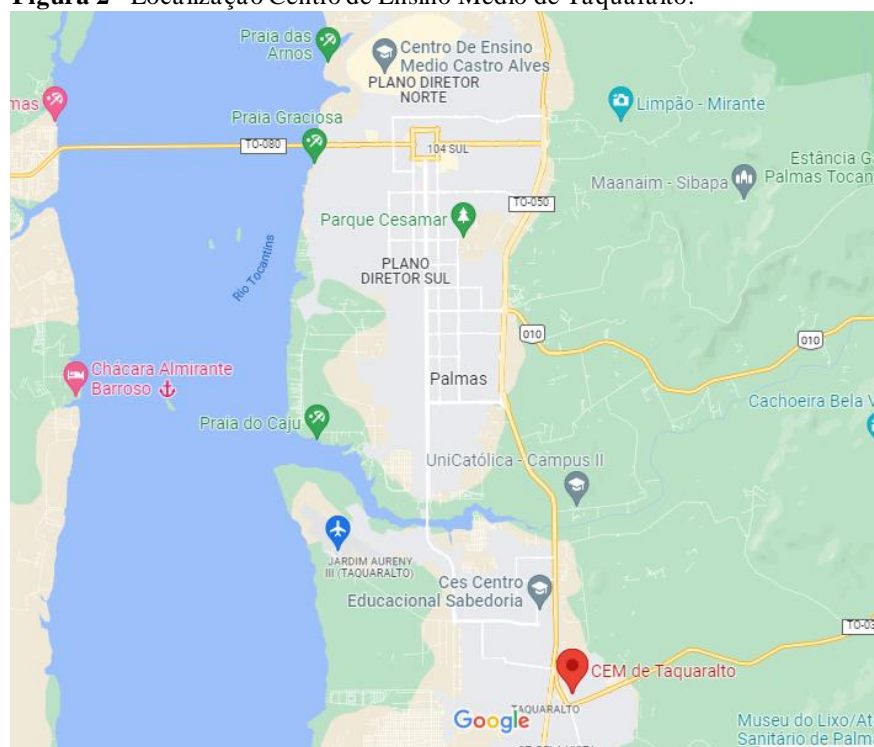 Figura 2 - Localização Centro de Ensino Médio de Taquaralto.
Praia das
Arnos
Centro De Ensino
Medio Castro Alves
PLANO DIRETOR
NORTE
mas
Praia Graciosa
Limpão - Mirante
TO-080
104 SUL
Estância Ga
Palmas Tocan
Maanaim - Sibapa
TO-050
Parque Cesamar
PLANO
DIRETOR SUL
Rio Tocantins
010
010
Chácara Almirante
Barroso
Palmas
Cachoeira Bela V
Praia do Caju
UniCatólica - Campus II
JARDIM AURENY
III (TAQUARALTO)
Ces Centro
Educacional Sabedoria
TO-03
CEM de Taquaralto
TAQUARALTO
Google
Museu do Lixo/At
Sanitário de Palm